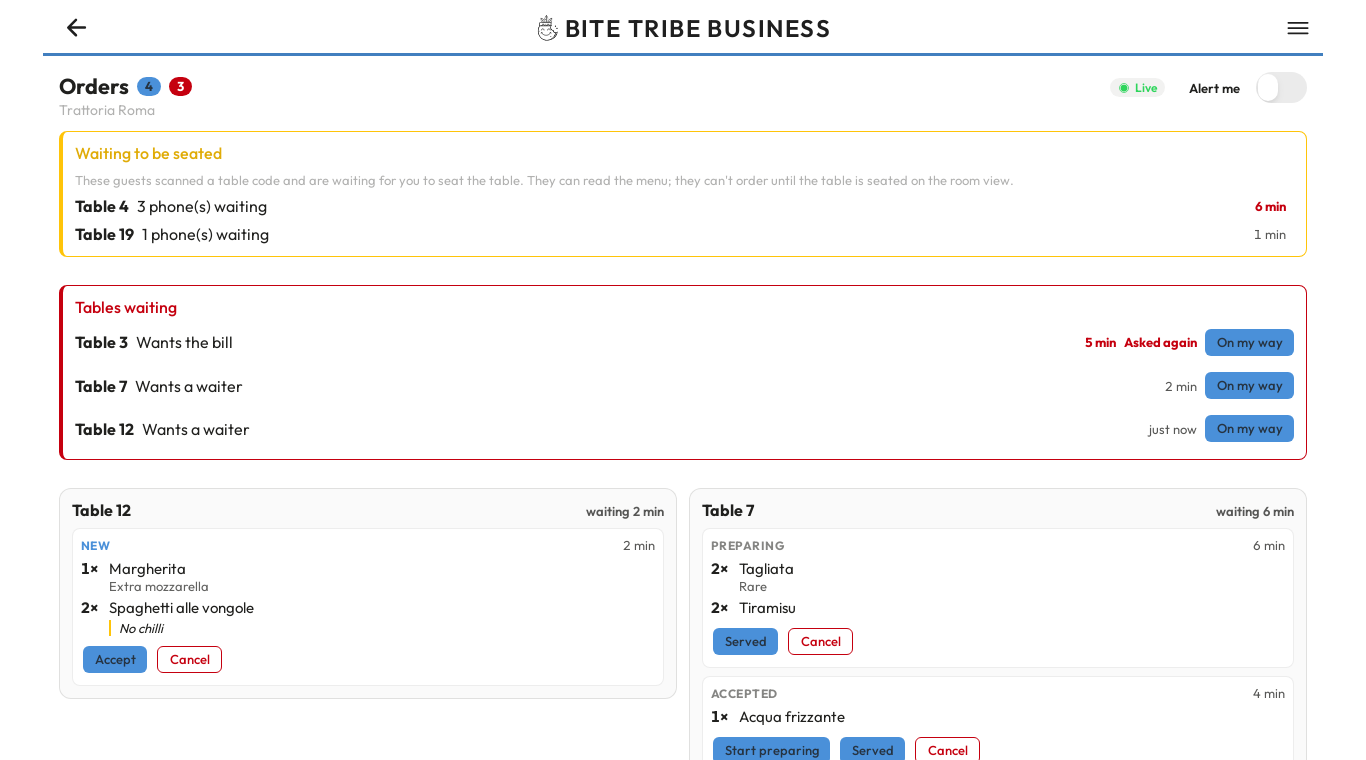 BITE TRIBE BUSINESS
Orders 4 3
Live Alert me
Trattoria Roma
Waiting to be seated
These guests scanned a table code and are waiting for you to seat the table. They can read the menu; they can't order until the table is seated on the room view.
Table 4 3 phone(s) waiting 6 min
Table 19 1 phone(s) waiting 1 min
Tables waiting
Table 3 Wants the bill 5 min Asked again On my way
Table 7 Wants a waiter 2 min On my way
Table 12 Wants a waiter just now On my way
Table 12 waiting 2 min
NEW 2 min
1× Margherita
Extra mozzarella
2× Spaghetti alle vongole
No chilli
Accept Cancel
Table 7 waiting 6 min
PREPARING 6 min
2× Tagliata
Rare
2× Tiramisu
Served Cancel
ACCEPTED 4 min
1× Acqua frizzante
Start preparing Served Cancel